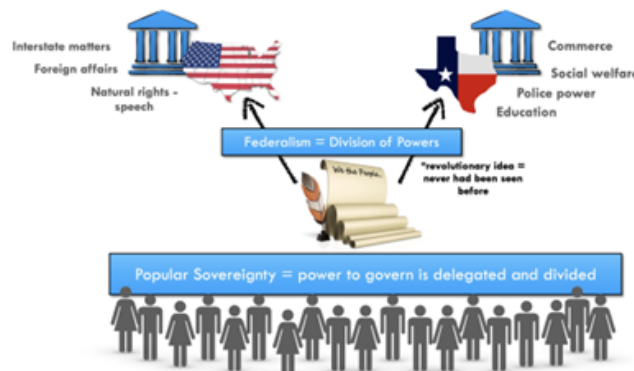 Interstate matters
Foreign affairs
Natural rights -
speech
Commerce
Social welfare
Police power
Education
Federalism = Division of Powers
We the People...
*revolutionary idea =
never had been seen
before
Popular Sovereignty = power to govern is delegated and divided